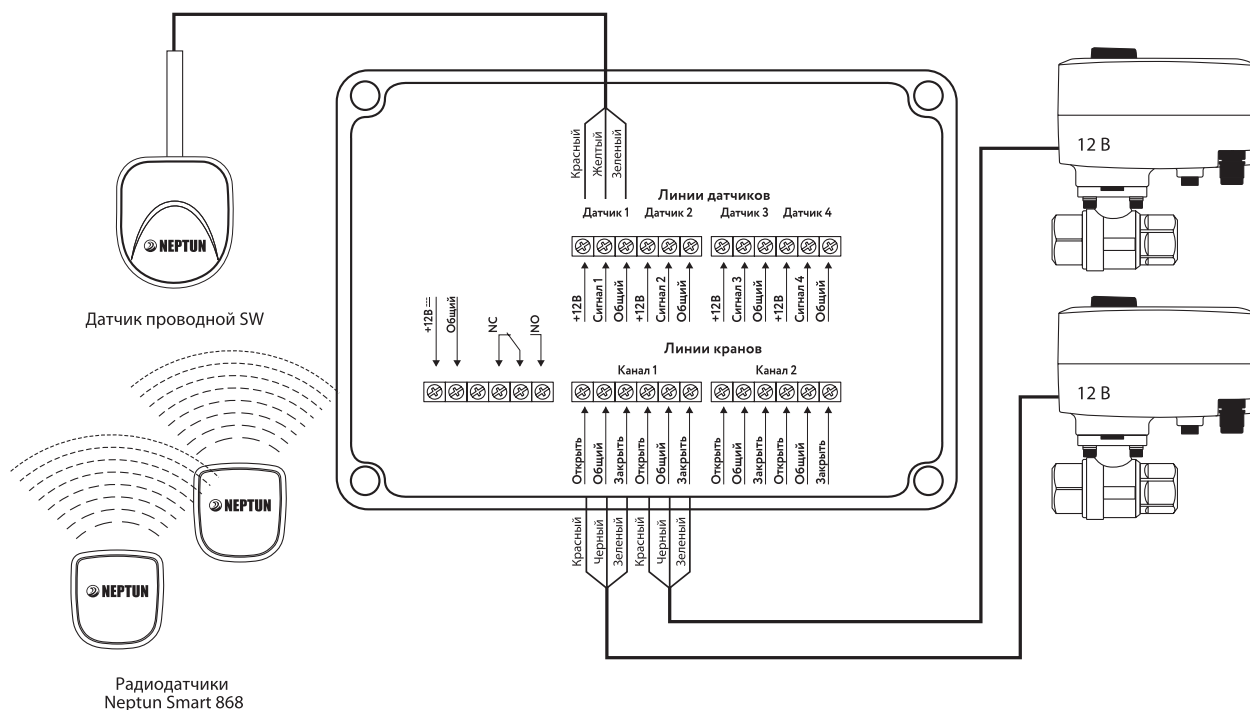 Красный
Желтый
Зеленый
Линии датчиков
Датчик 1 Датчик 2 Датчик 3 Датчик 4
+12В
Сигнал 1
Общий
+12В
Сигнал 2
Общий
+12В
Сигнал 3
Общий
+12В
Сигнал 4
Общий
NEPTUN
Датчик проводной SW
+12В
Общий
NC
NO
Линии кранов
Канал 1 Канал 2
Открыть
Общий
Закрыть
Открыть
Общий
Закрыть
Открыть
Общий
Закрыть
Открыть
Общий
Закрыть
Красный
Черный
Зеленый
Красный
Черный
Зеленый
12 В
12 В
NEPTUN
NEPTUN
Радиодатчики
Neptun Smart 868